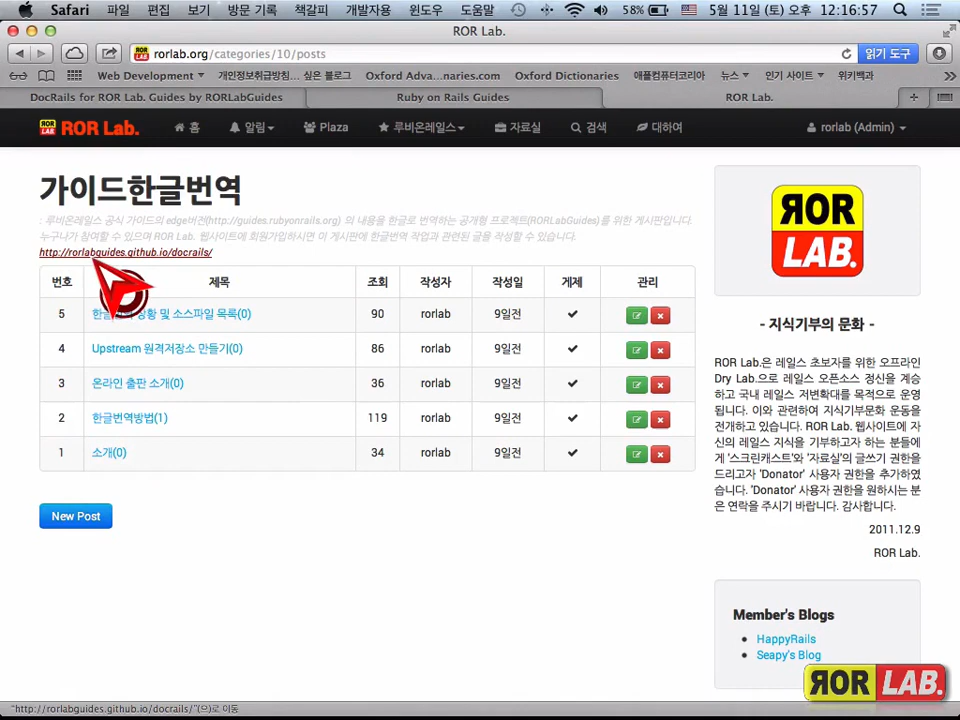 Safari 파일 편집 보기 방문 기록 책갈피 개발자용 윈도우 도움말 58% 5월 11일 (토) 오후 12:16:57
ROR Lab.
rorlab.org/categories/10/posts 읽기 도구
Web Development 개인정보취급방침... 싶은 블로그 Oxford Adva...naries.com Oxford Dictionaries 애플컴퓨터코리아 뉴스 인기 사이트 위키백과
DocRails for ROR Lab. Guides by RORLabGuides Ruby on Rails Guides ROR Lab.
ROR LAB. ROR Lab. 홈 알림 Plaza 루비온레일스 자료실 검색 대하여 rorlab (Admin)
가이드한글번역
: 루비온레일스 공식 가이드의 edge버전(http://guides.rubyonrails.org) 의 내용을 한글로 번역하는 공개형 프로젝트(RORLabGuides)를 위한 게시판입니다.
누구나가 참여할 수 있으며 ROR Lab. 웹사이트에 회원가입하시면 이 게시판에 한글번역 작업과 관련된 글을 작성할 수 있습니다.
http://rorlabguides.github.io/docrails/
번호 제목 조회 작성자 작성일 게제 관리
5 상황 및 소스파일 목록(0) 90 rorlab 9일전
4 Upstream 원격저장소 만들기(0) 86 rorlab 9일전
3 온라인 출판 소개(0) 36 rorlab 9일전
2 한글번역방법(1) 119 rorlab 9일전
1 소개(0) 34 rorlab 9일전
New Post
ROR
LAB.
- 지식기부의 문화 -
ROR Lab.은 레일스 초보자를 위한 오프라인
Dry Lab.으로 레일스 오픈소스 정신을 계승
하고 국내 레일스 저변확대를 목적으로 운영
됩니다. 이와 관련하여 지식기부문화 운동을
전개하고 있습니다. ROR Lab. 웹사이트에 자
신의 레일스 지식을 기부하고자 하는 분들에
게 '스크린캐스트'와 '자료실'의 글쓰기 권한을
드리고자 'Donator' 사용자 권한을 추가하였
습니다. 'Donator' 사용자 권한을 원하시는 분
은 연락을 주시기 바랍니다. 감사합니다.
2011.12.9
ROR Lab.
Member's Blogs
HappyRails
Seapy's Blog
ROR LAB.
"http://rorlabguides.github.io/docrails/"(으)로 이동